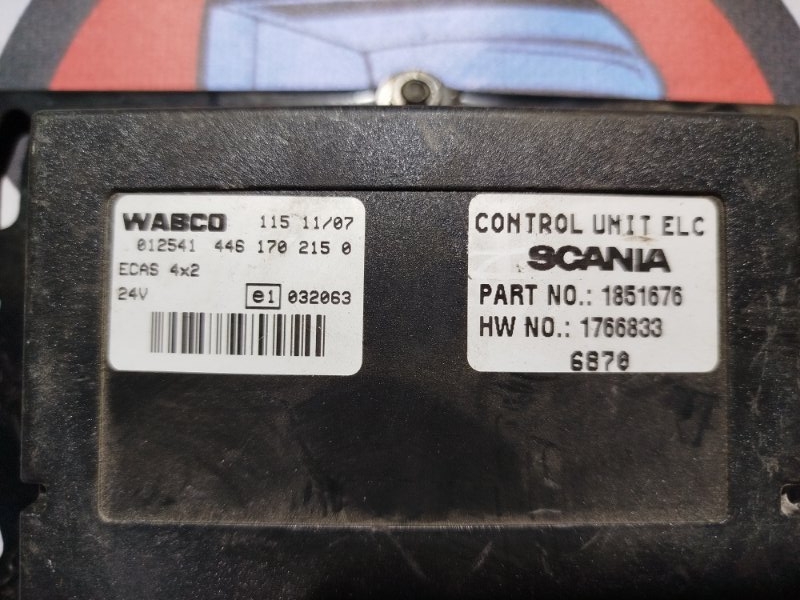 WABCO 115 11/07
012541 446 170 215 0
ECAS 4x2
24V e1 032063
CONTROL UNIT ELC
SCANIA
PART NO.: 1851676
HW NO.: 1766833
6870